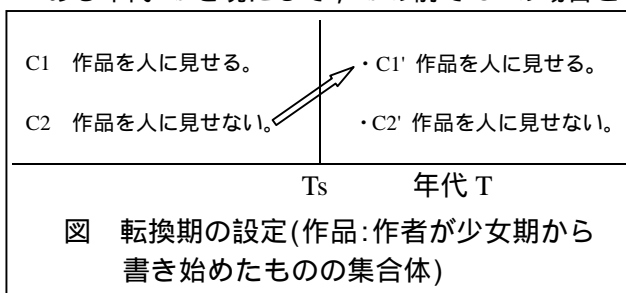 C1 作品を人に見せる。 ・C1' 作品を人に見せる。
C2 作品を人に見せない。 ・C2' 作品を人に見せない。
Ts 年代 T
図 転換期の設定(作品:作者が少女期から
書き始めたものの集合体)